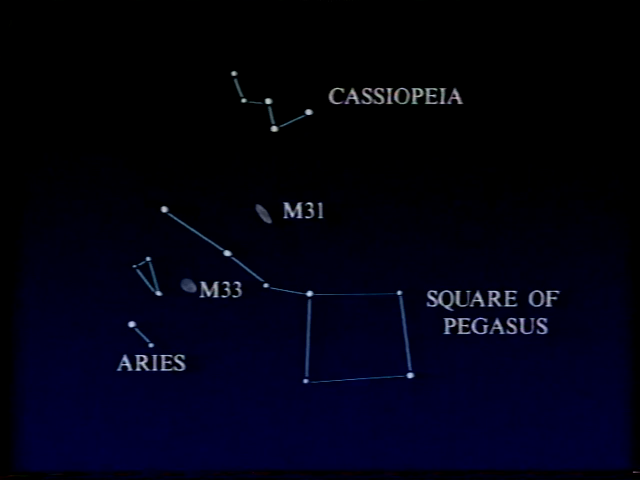 CASSIOPEIA
M31
M33
SQUARE OF
PEGASUS
ARIES